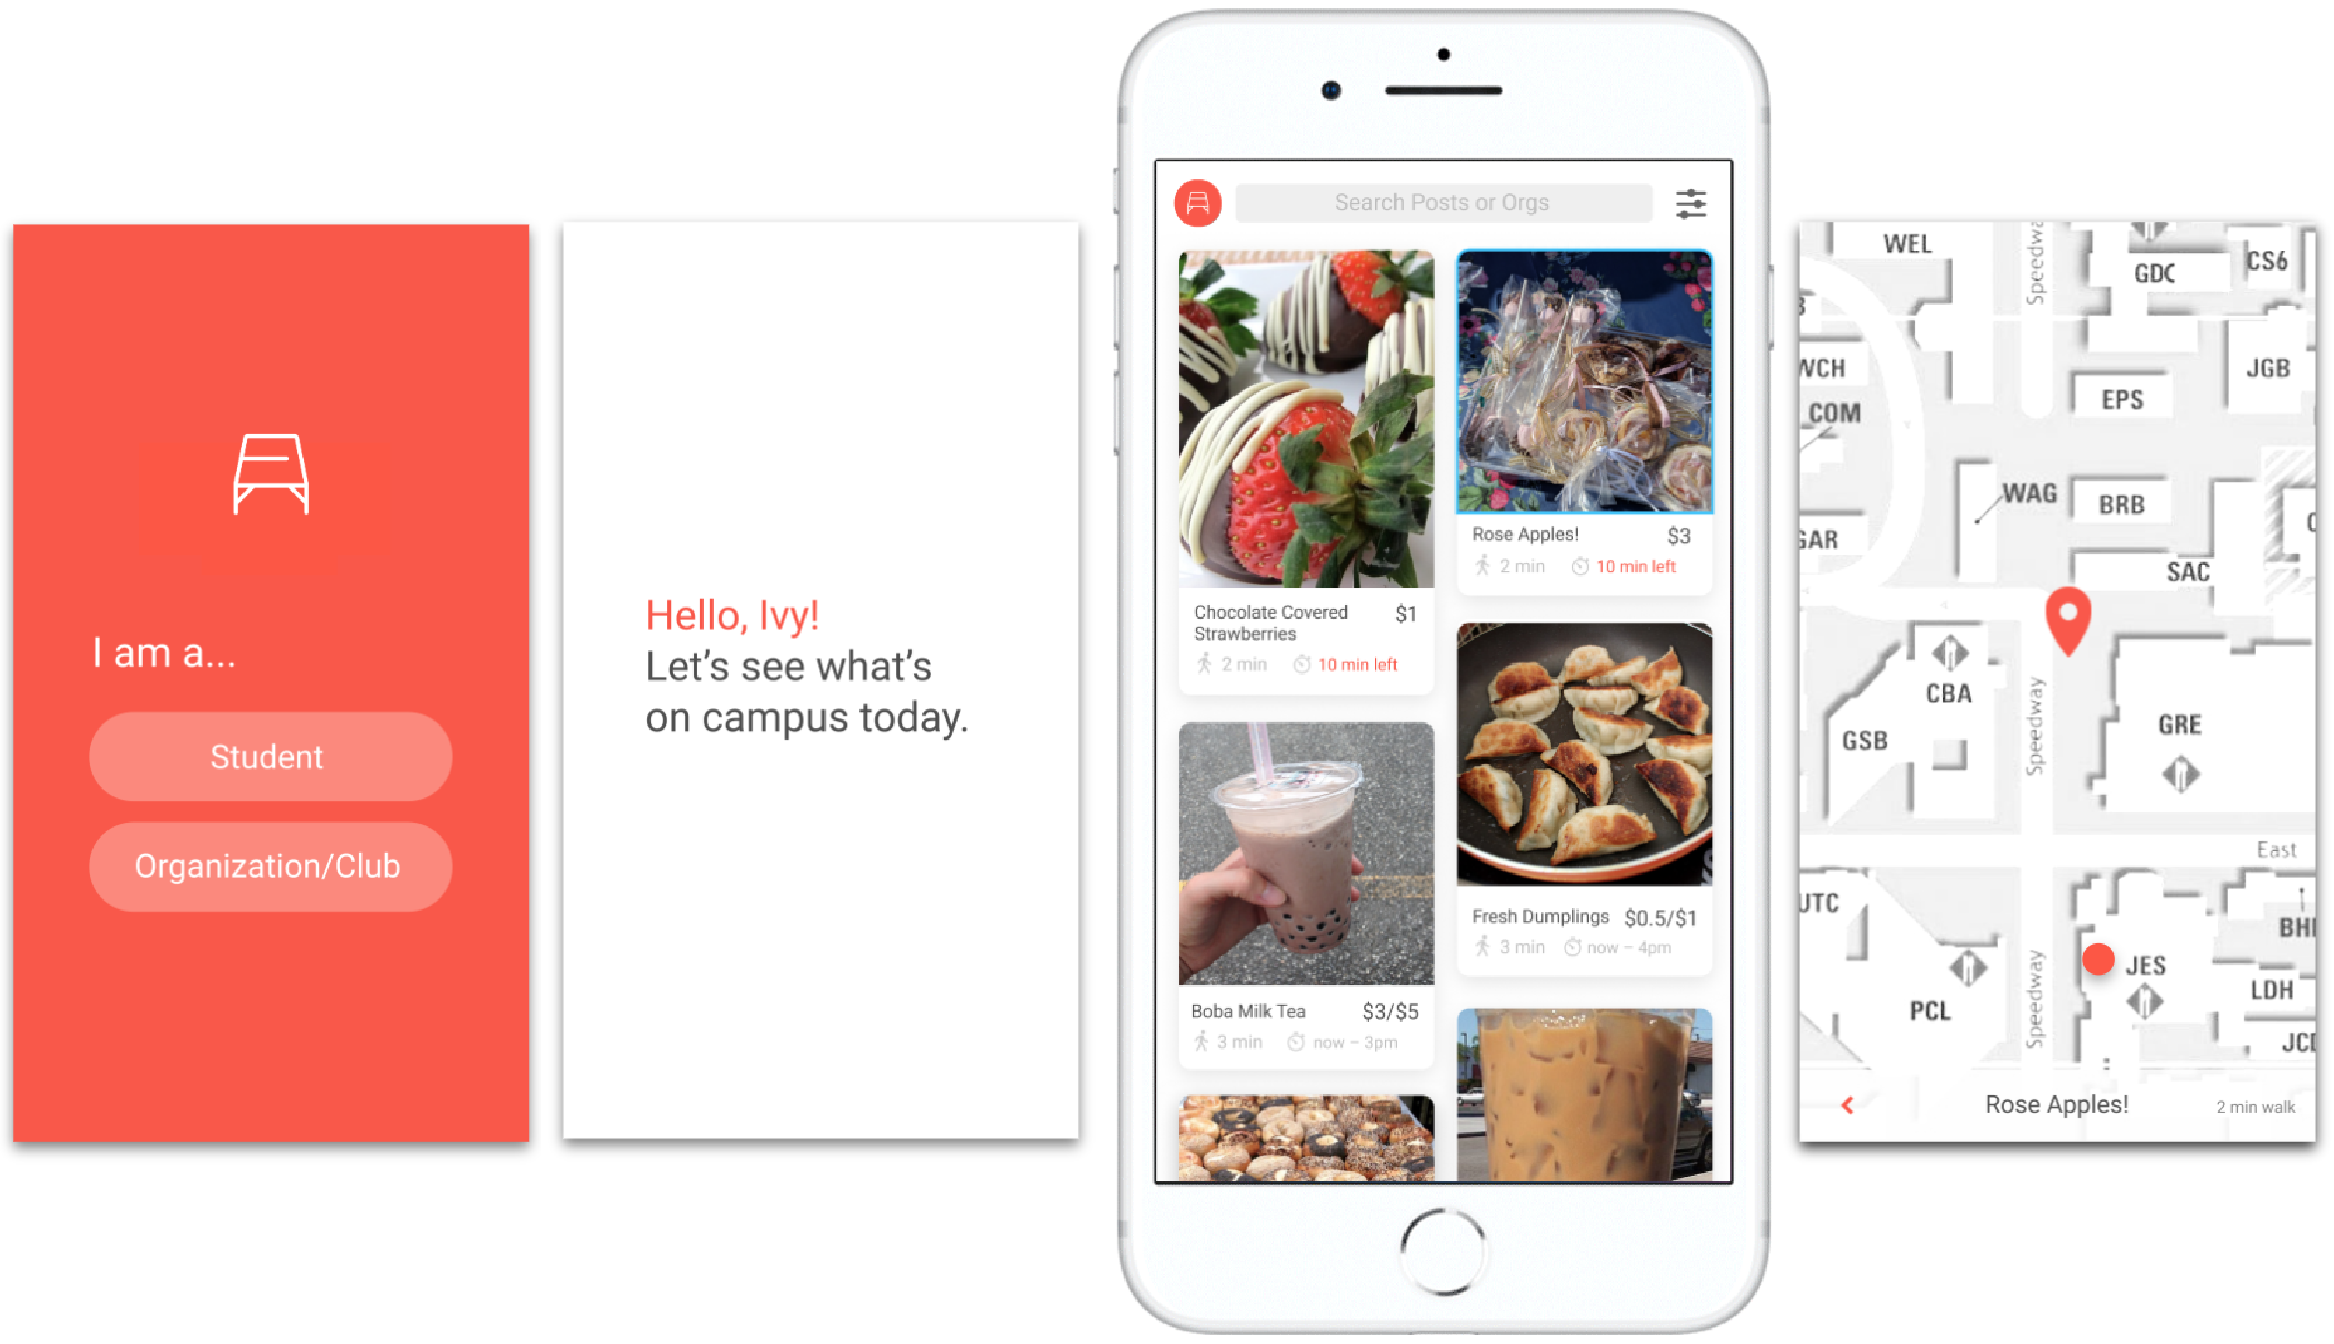 I am a...
Student
Organization/Club
Hello, Ivy!
Let's see what's
on campus today.
Search Posts or Orgs
Chocolate Covered
Strawberries
$1
2 min
10 min left
Rose Apples!
$3
2 min
10 min left
Boba Milk Tea
$3/$5
3 min
now – 3pm
Fresh Dumplings
$0.5/$1
3 min
now – 4pm
WEL
Speedwa
GDC
CS6
WCH
JGB
COM
EPS
WAG
BRB
GAR
SAC
CBA
GSB
Speedway
GRE
East
UTC
BHI
JES
Speedway
LDH
PCL
JCD
Rose Apples!
2 min walk